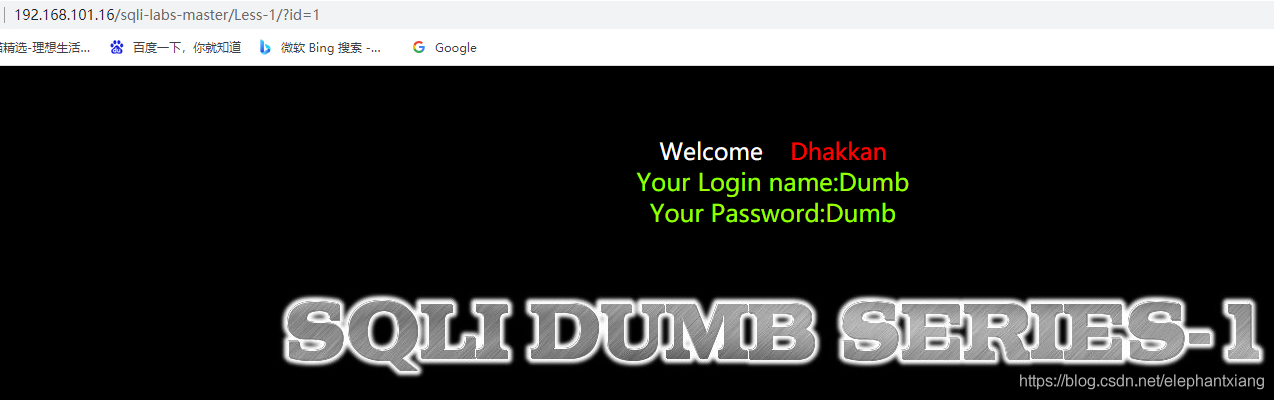 192.168.101.16/sqli-labs-master/Less-1/?id=1
精选-理想生活... 百度一下，你就知道 微软 Bing 搜索 -... Google
Welcome Dhakkan
Your Login name:Dumb
Your Password:Dumb
SQLI DUMB SERIES-1
https://blog.csdn.net/elephantxiang